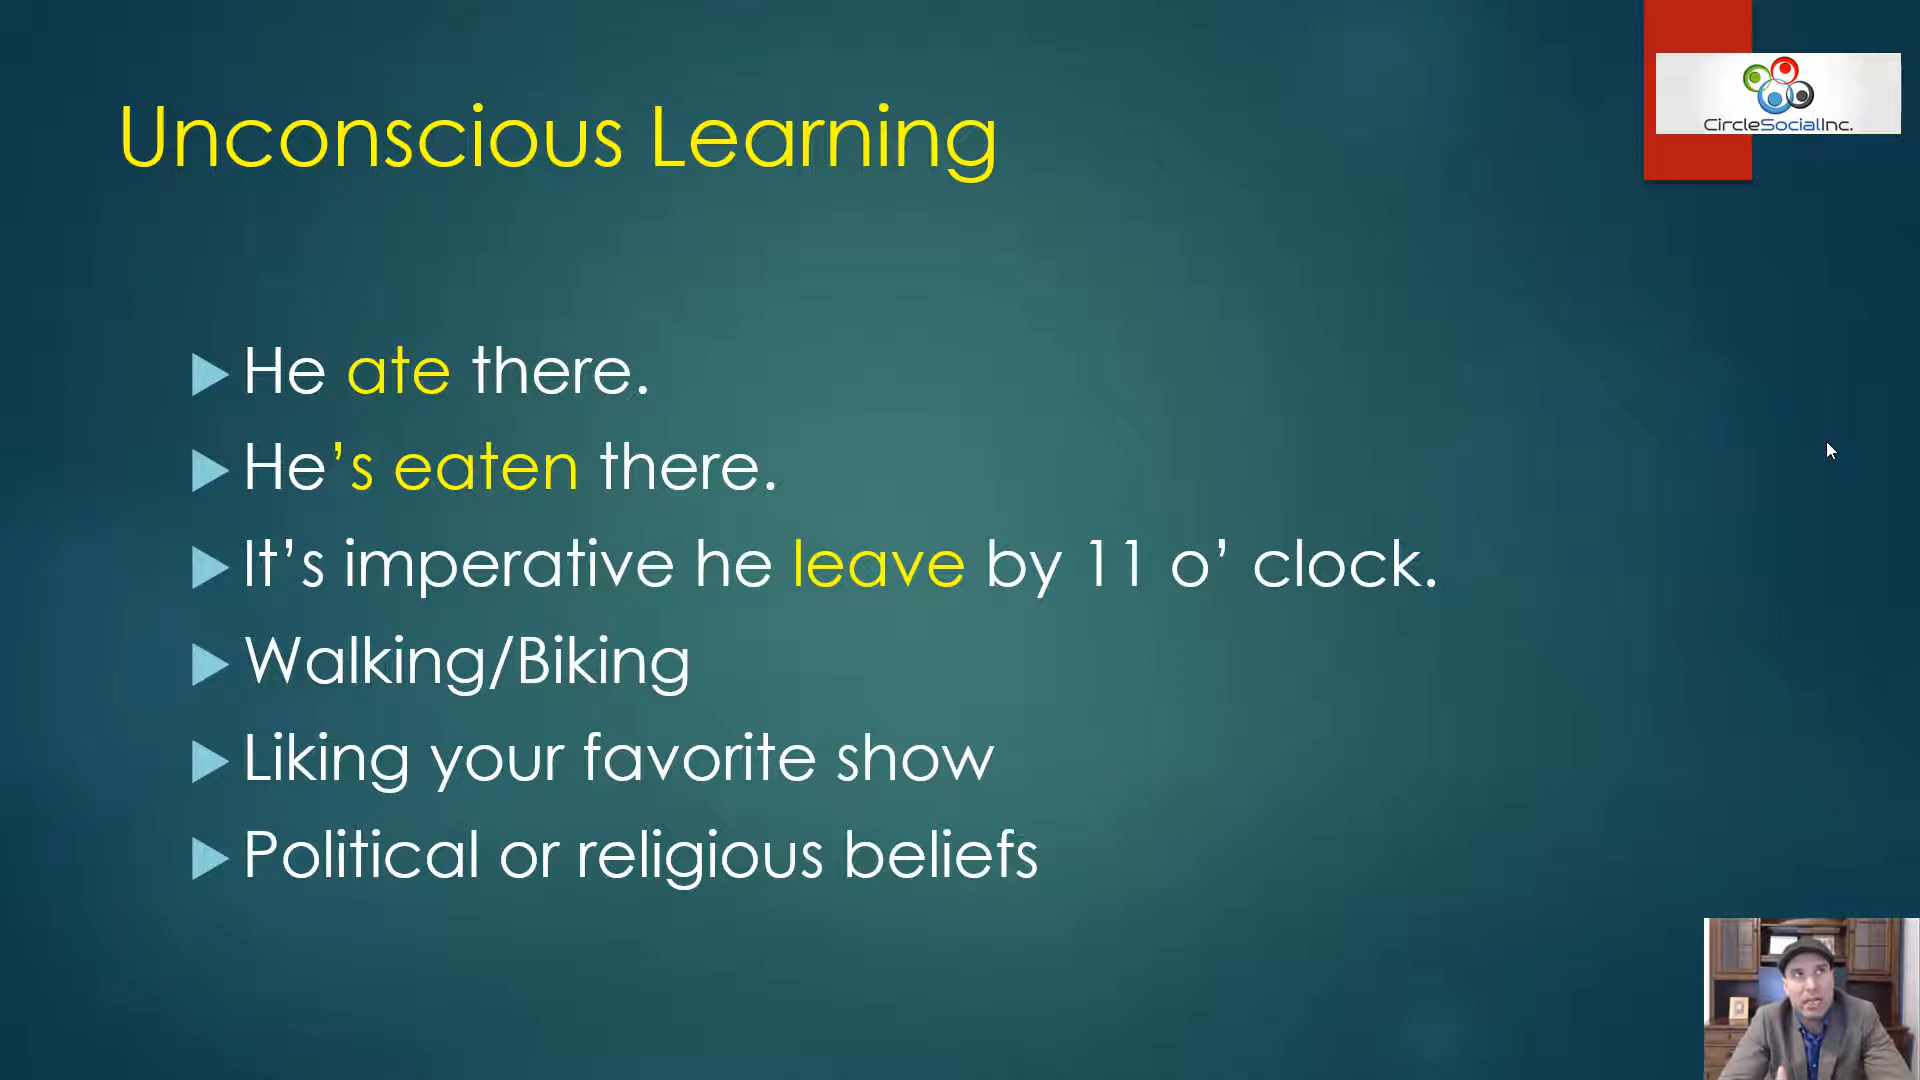 CircleSocialInc.
Unconscious Learning
He ate there.
He’s eaten there.
It’s imperative he leave by 11 o’ clock.
Walking/Biking
Liking your favorite show
Political or religious beliefs